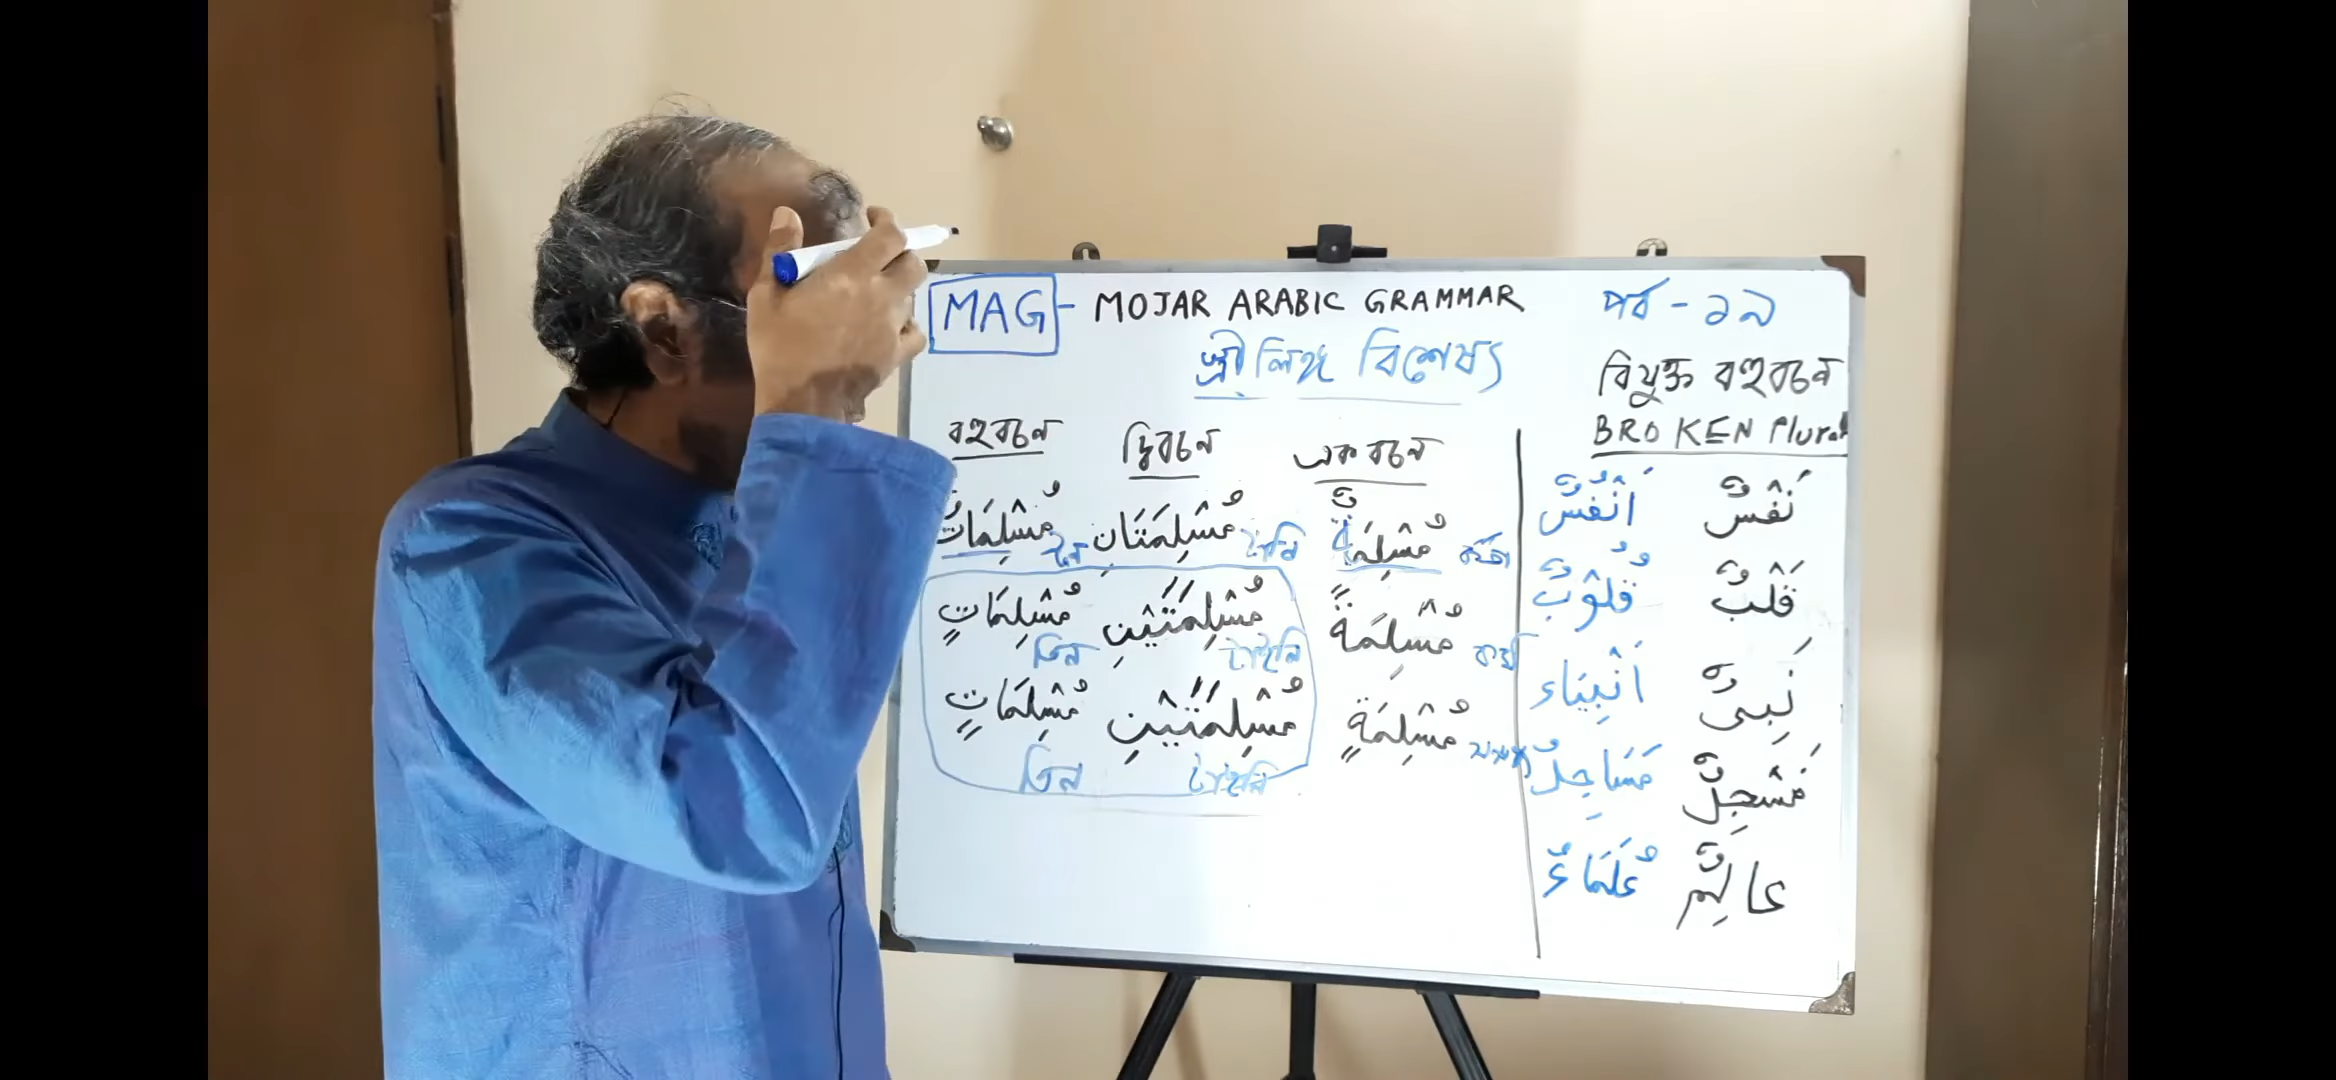 MAG - MOJAR ARABIC GRAMMAR পর্ব - ১৯
স্ত্রীলিঙ্গ বিশেষ্য
বহুবচন দ্বিবচন একবচন
مُسْلِمَاتٌ مُسْلِمَتَانِ مُسْلِمَةٌ
مُسْلِمَاتٍ مُسْلِمَتَيْنِ مُسْلِمَةً
তিন
مُسْلِمَاتٍ مُسْلِمَتَيْنِ مُسْلِمَةٍ
তিন
বিযুক্ত বহুবচন
BROKEN Plural
اَنْفُسٌ نَفْسٌ
قُلُوْبٌ قَلْبٌ
اَنْبِيَاء نَبِىٌّ
مَسَاجِدُ مَسْجِدٌ
عُلَمَاءُ عَالِمٌ